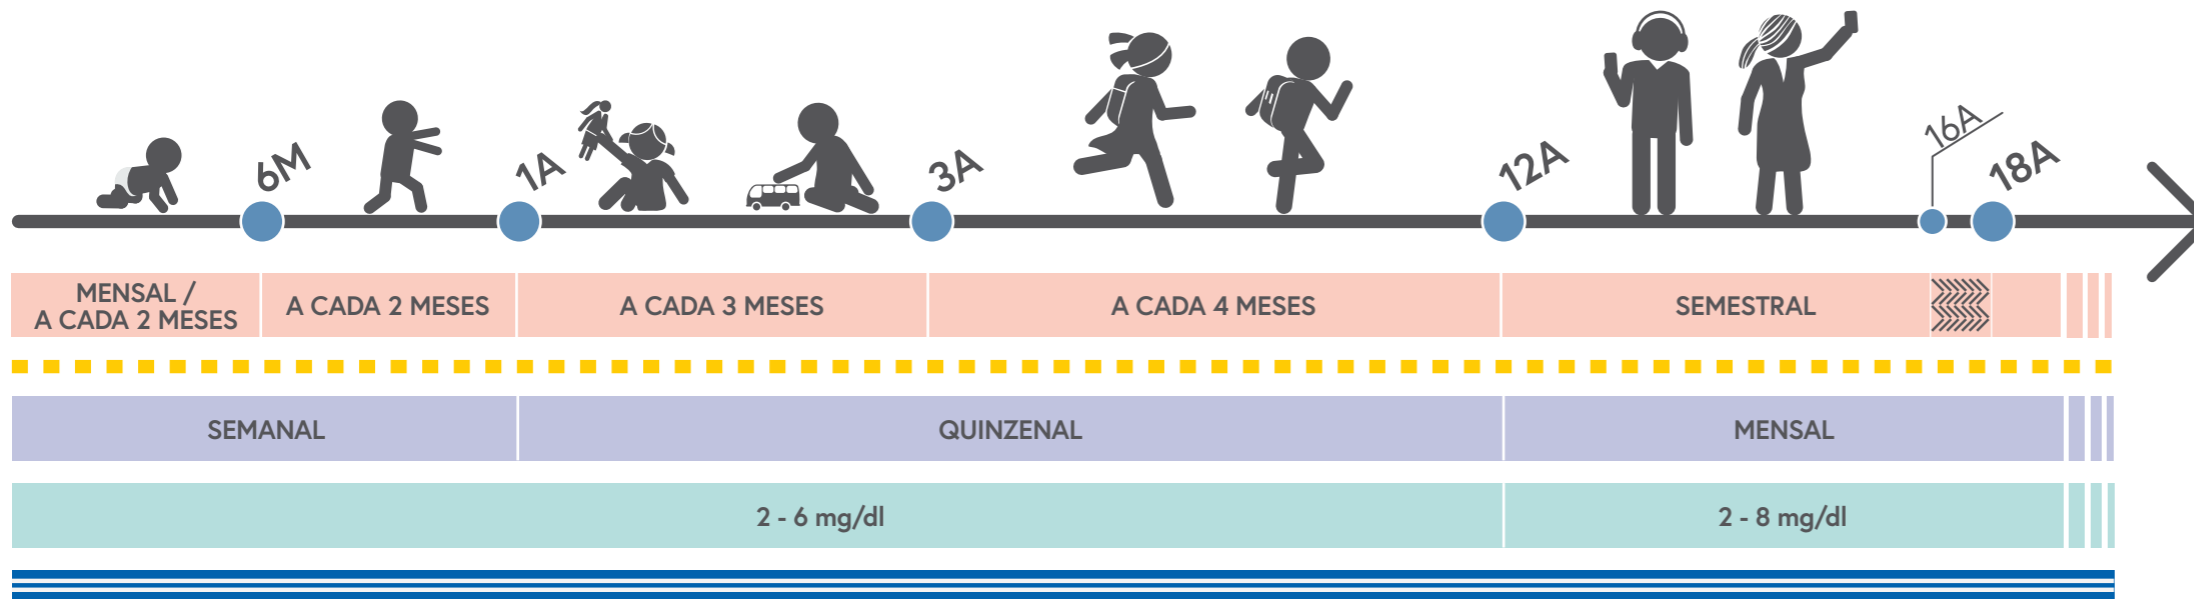 6M
1A
3A
12A
16A
18A
MENSAL /
A CADA 2 MESES
A CADA 2 MESES
A CADA 3 MESES
A CADA 4 MESES
SEMESTRAL
SEMANAL
QUINZENAL
MENSAL
2 - 6 mg/dl
2 - 8 mg/dl